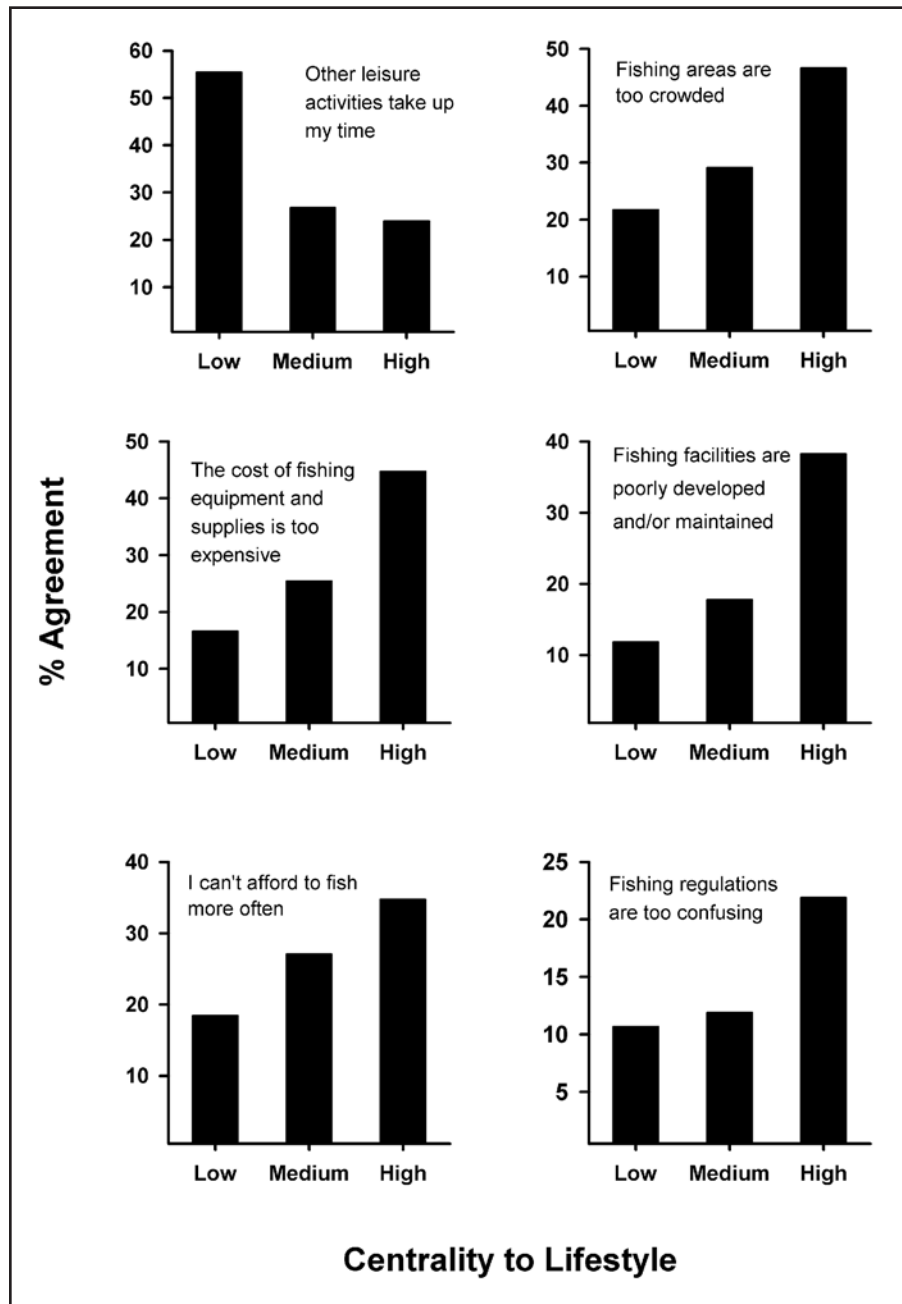 60
50
40
30
20
10
Other leisure
activities take up
my time
Low Medium High
50
40
30
20
10
Fishing areas are
too crowded
Low Medium High
50
40
30
20
10
The cost of fishing
equipment and
supplies is too
expensive
Low Medium High
40
30
20
10
Fishing facilities are
poorly developed
and/or maintained
Low Medium High
40
30
20
10
I can't afford to fish
more often
Low Medium High
25
20
15
10
5
Fishing regulations
are too confusing
Low Medium High
% Agreement
Centrality to Lifestyle